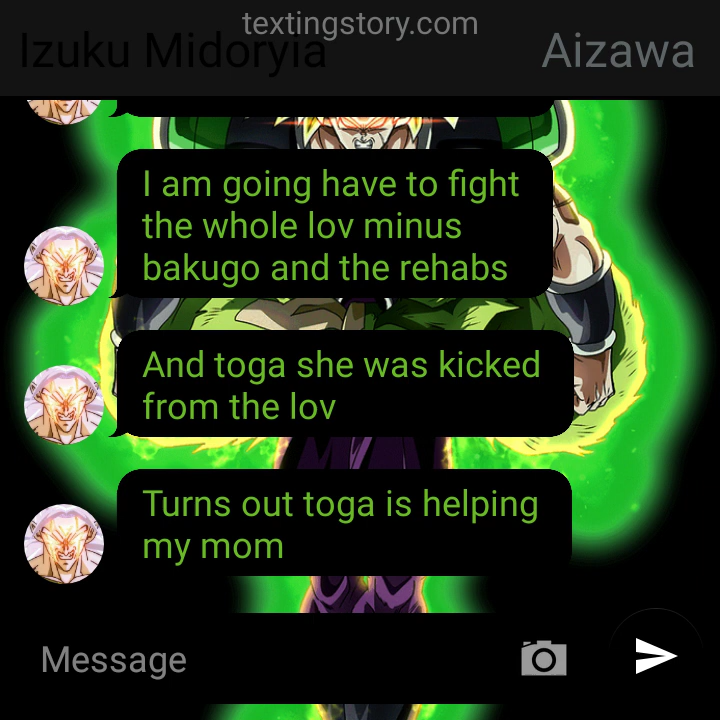 textingstory.com
Izuku Midoryia
Aizawa
I am going have to fight
the whole lov minus
bakugo and the rehabs
And toga she was kicked
from the lov
Turns out toga is helping
my mom
Message